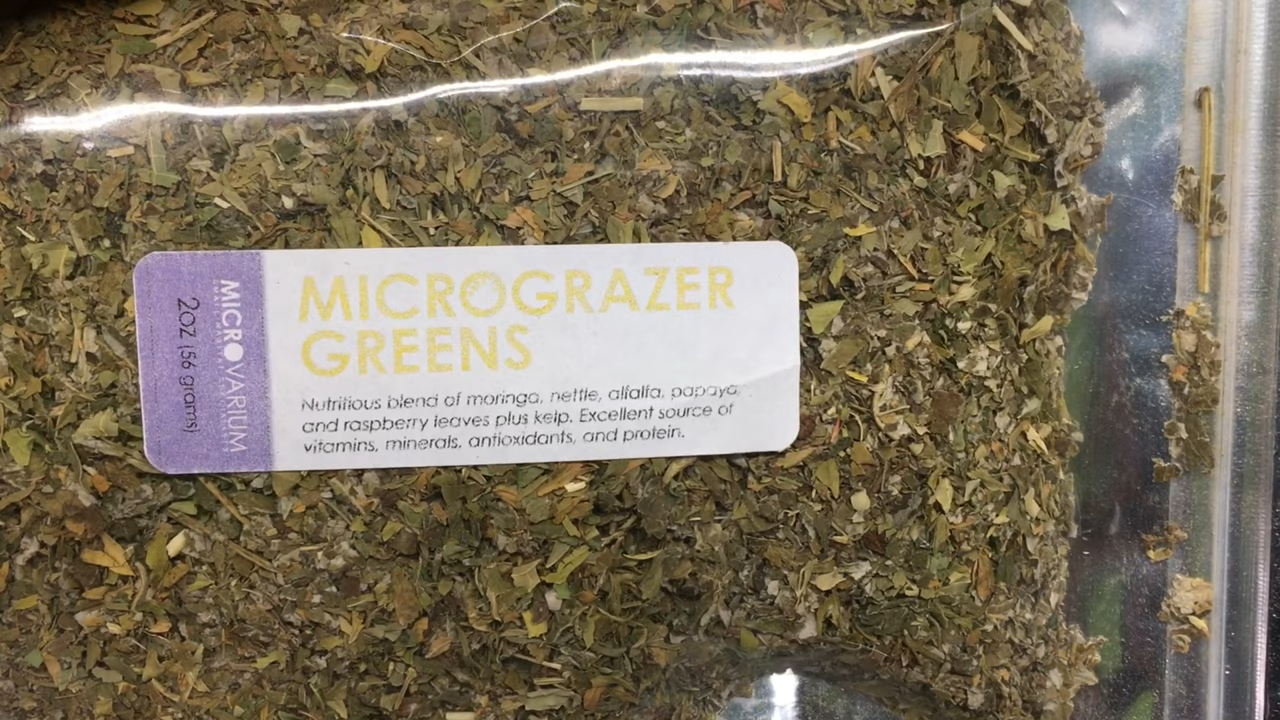 MICROGRAZER
GREENS
Nutritious blend of moringa, nettle, alfalfa, papaya,
and raspberry leaves plus kelp. Excellent source of
vitamins, minerals, antioxidants, and protein.
MICROVARIUM
2OZ (56 grams)